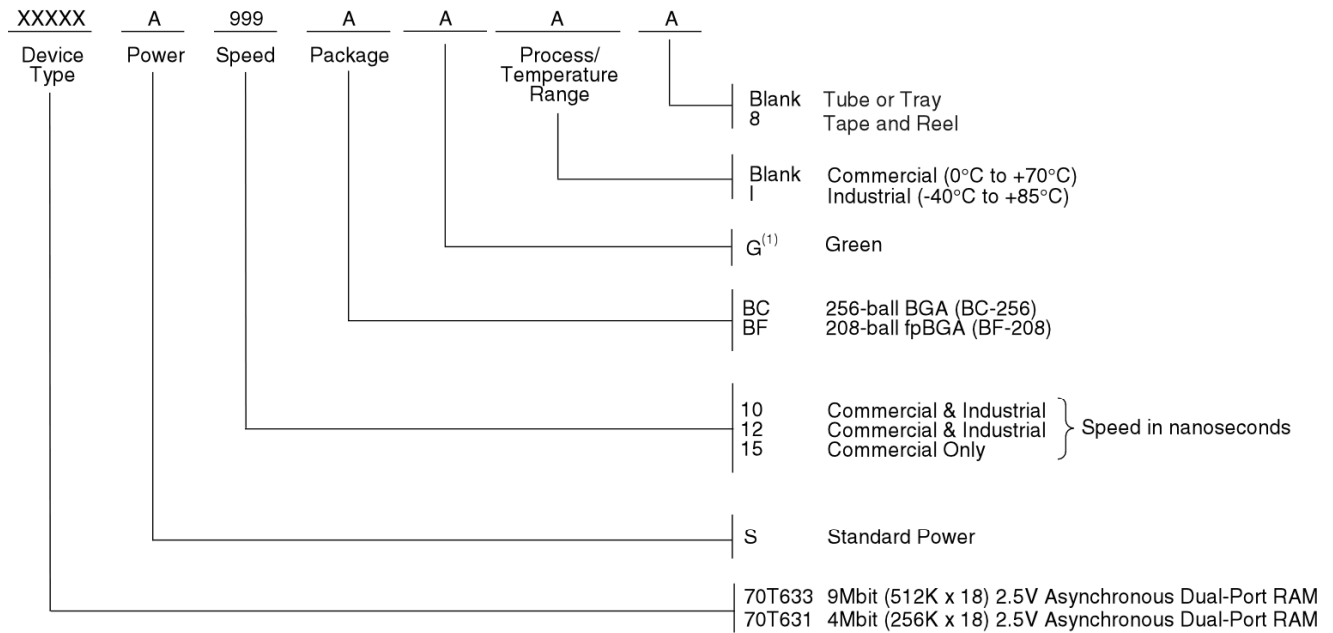 XXXXX A 999 A A A A
Device Type Power Speed Package Process/ Temperature Range
Blank Tube or Tray
8 Tape and Reel
Blank Commercial (0°C to +70°C)
I Industrial (-40°C to +85°C)
G(1) Green
BC 256-ball BGA (BC-256)
BF 208-ball fpBGA (BF-208)
10 Commercial & Industrial
12 Commercial & Industrial
15 Commercial Only
Speed in nanoseconds
S Standard Power
70T633 9Mbit (512K x 18) 2.5V Asynchronous Dual-Port RAM
70T631 4Mbit (256K x 18) 2.5V Asynchronous Dual-Port RAM